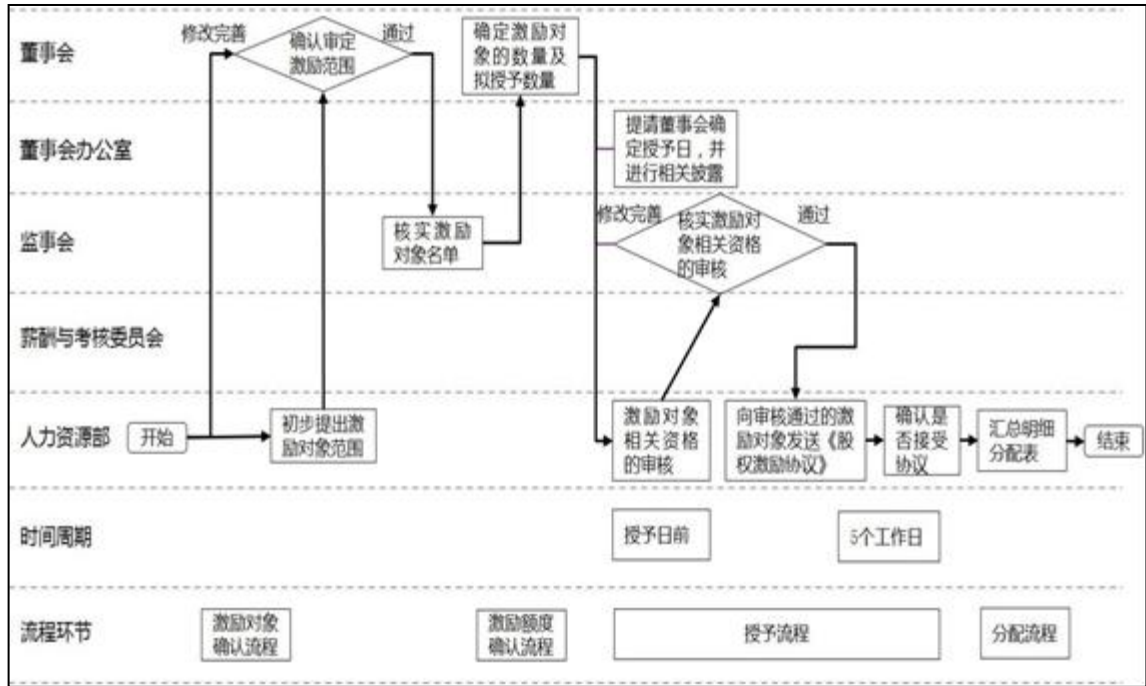 修改完善
通过
董事会
确认审定
激励范围
确定激励对
象的数量及
拟授予数量
董事会办公室
提请董事会确
定授予日，并
进行相关披露
监事会
核实激励
对象名单
修改完善
通过
核实激励对
象相关资格
的审核
薪酬与考核委员会
人力资源部
开始
初步提出激
励对象范围
激励对象
相关资格
的审核
向审核通过的激
励对象发送《股
权激励协议》
确认是
否接受
协议
汇总明细
分配表
结束
时间周期
授予日前
5个工作日
流程环节
激励对象
确认流程
激励额度
确认流程
授予流程
分配流程